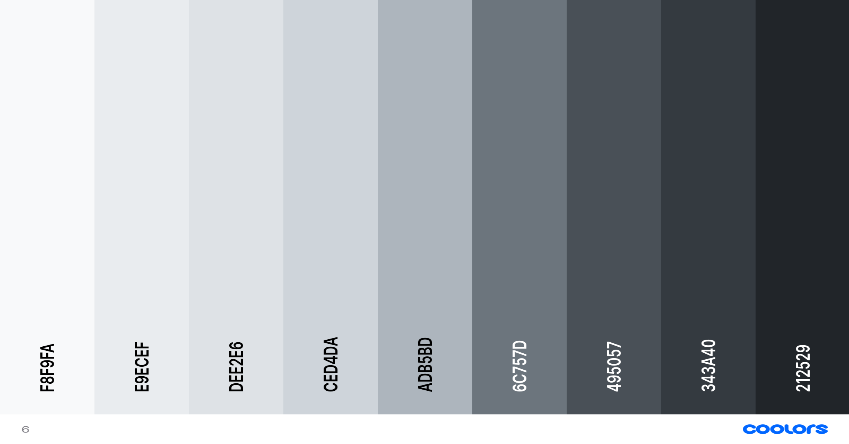 F8F9FA
E9ECEF
DEE2E6
CED4DA
ADB5BD
6C757D
495057
343A40
212529
6
coolors